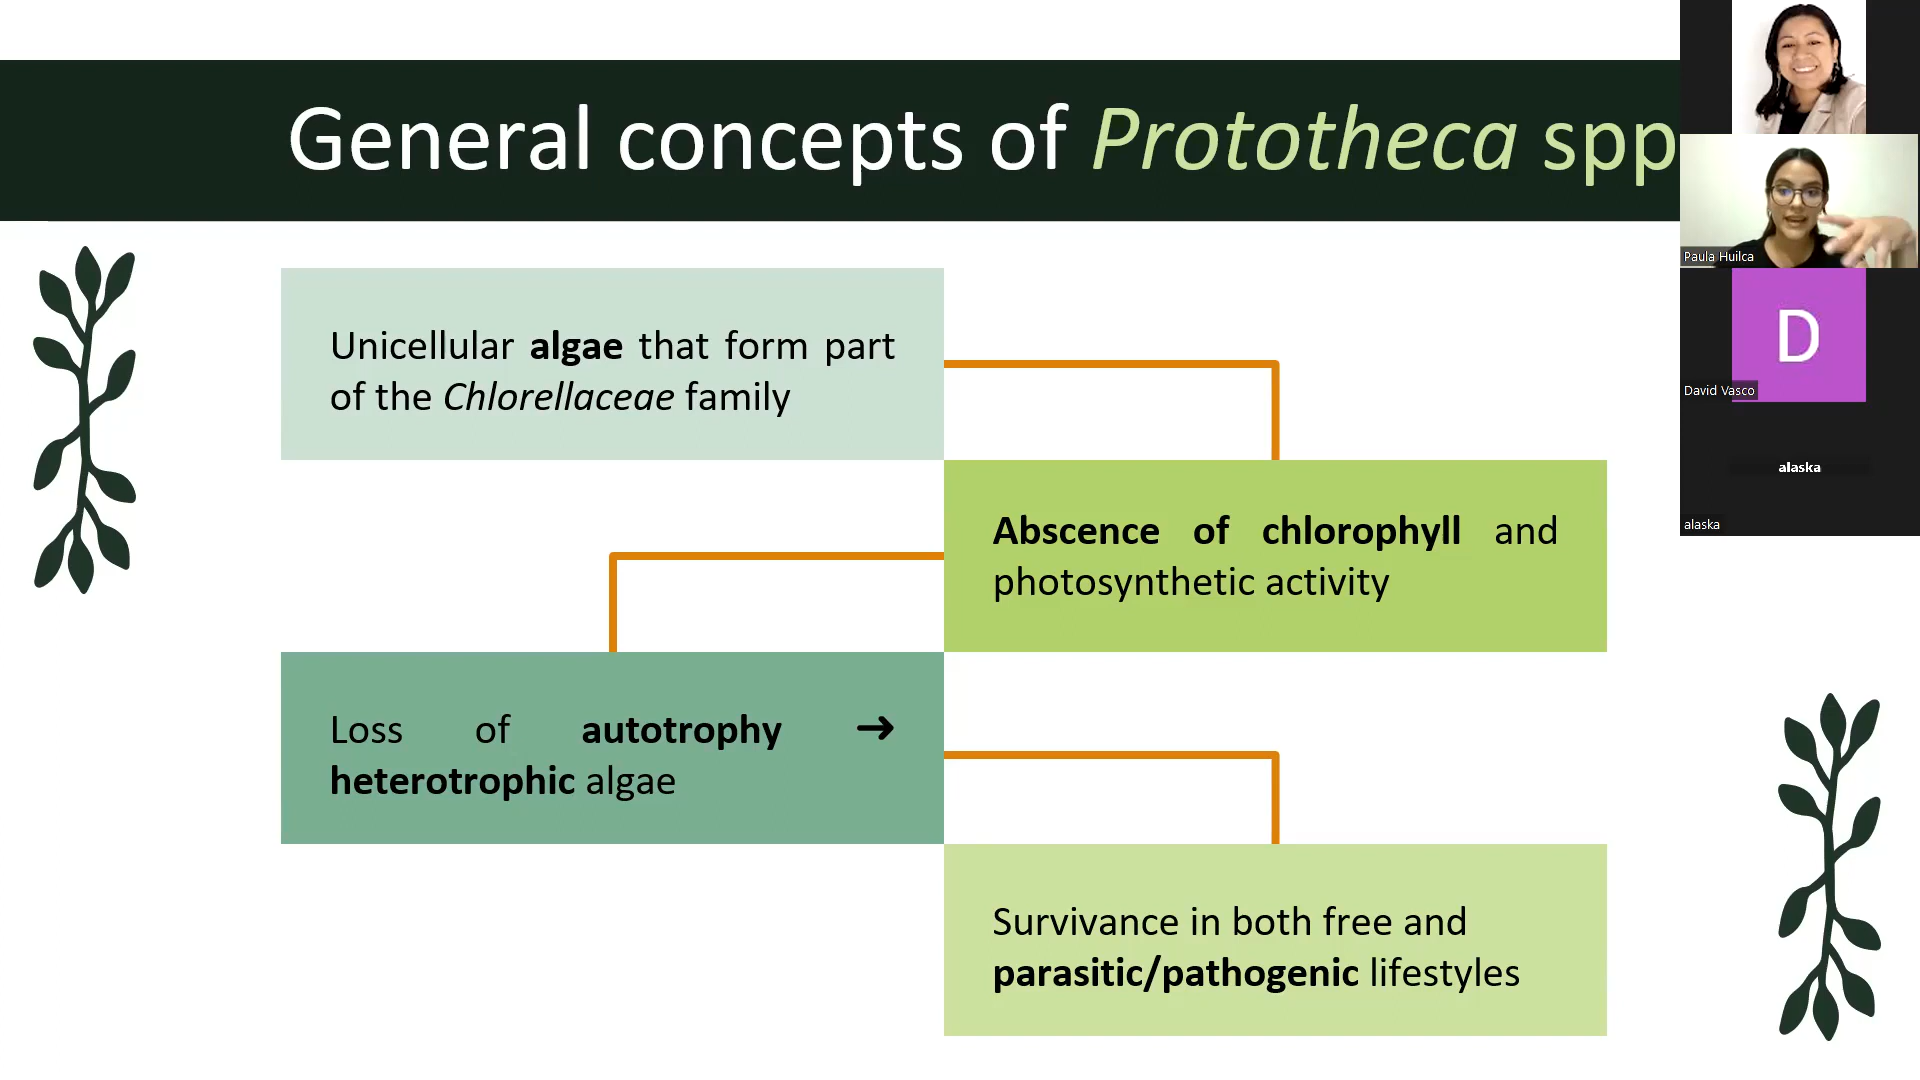 General concepts of Prototheca spp
Unicellular algae that form part
of the Chlorellaceae family
Abscence of chlorophyll and
photosynthetic activity
Loss of autotrophy →
heterotrophic algae
Survivance in both free and
parasitic/pathogenic lifestyles
Paula Huilca
D
David Vasco
alaska
alaska